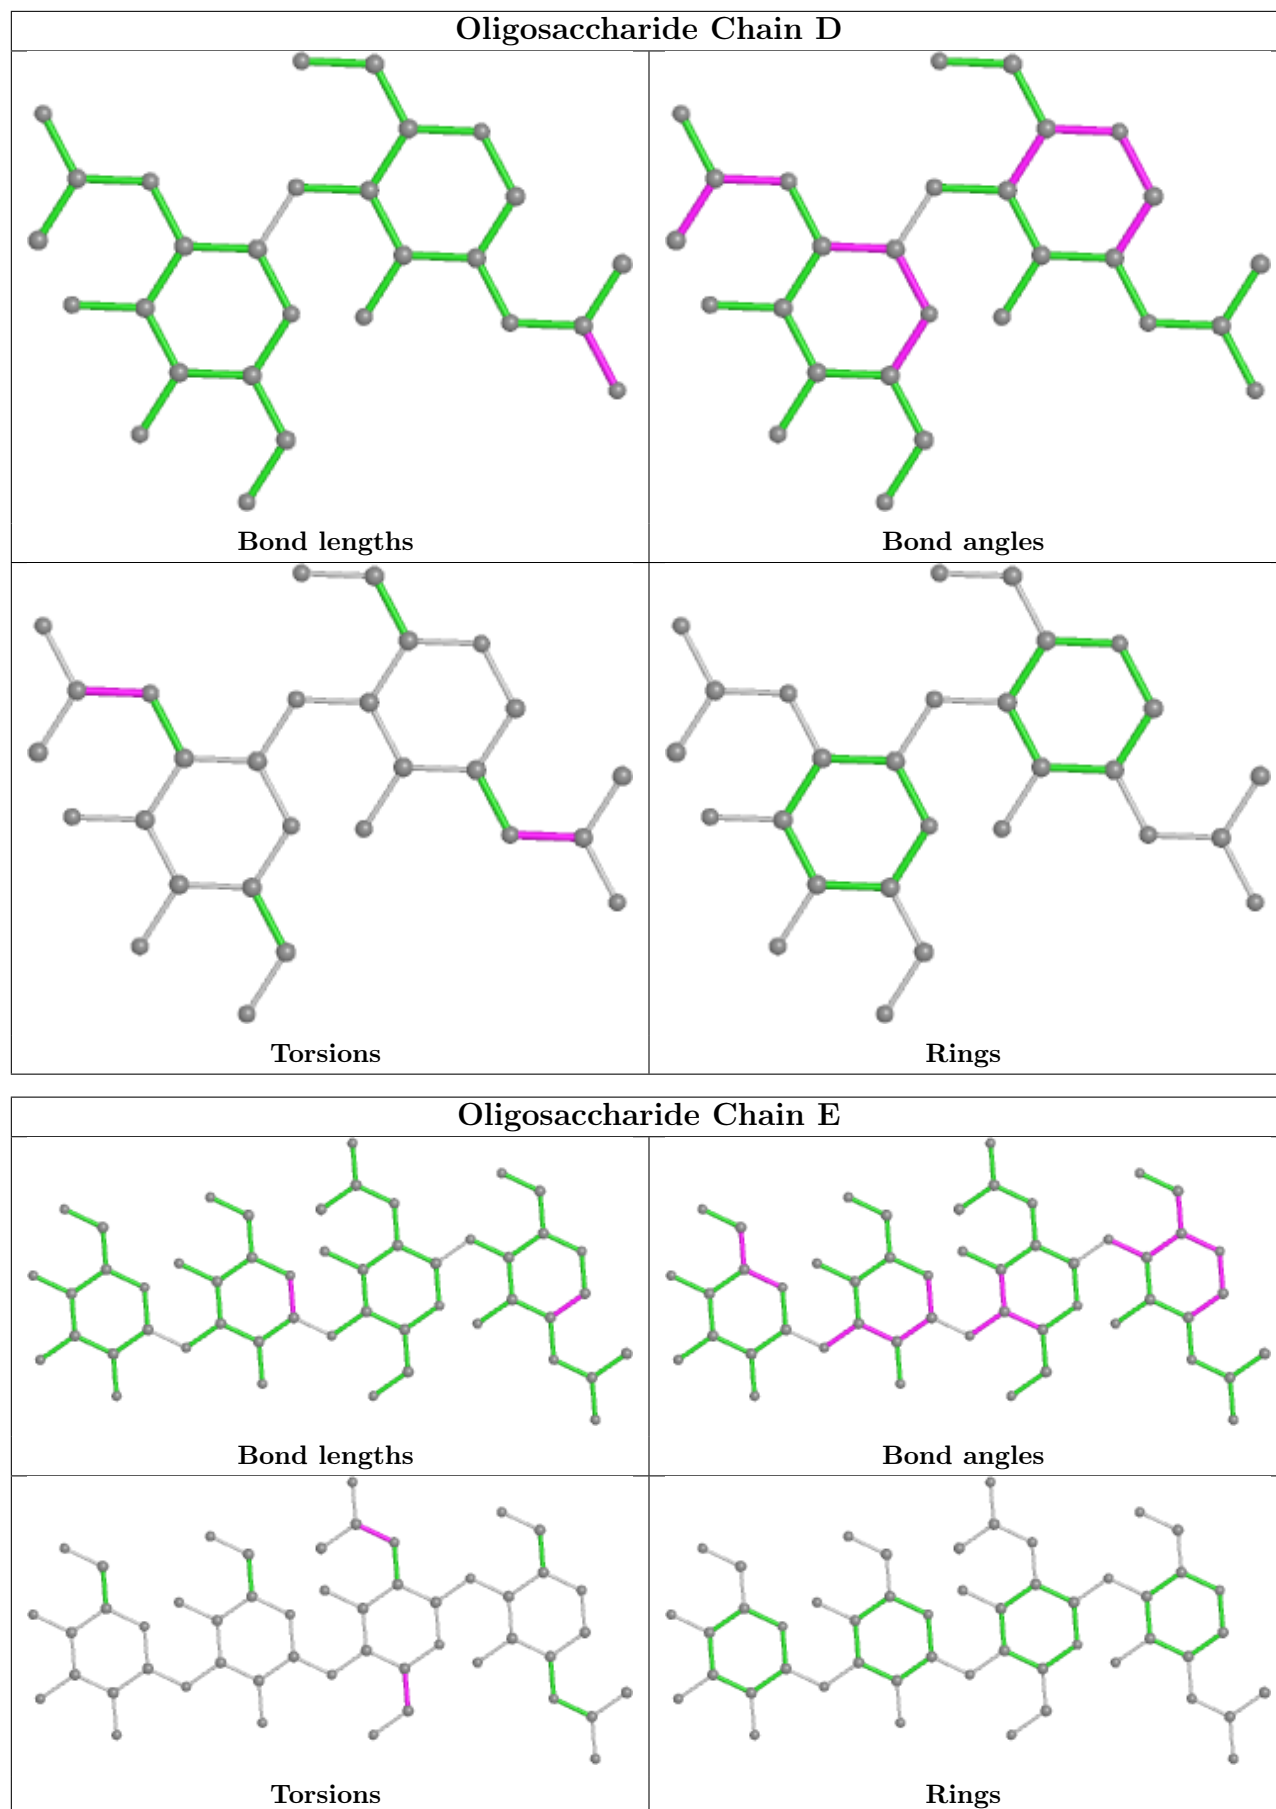 Oligosaccharide Chain D
Bond lengths
Bond angles
Torsions
Rings
Oligosaccharide Chain E
Bond lengths
Bond angles
Torsions
Rings